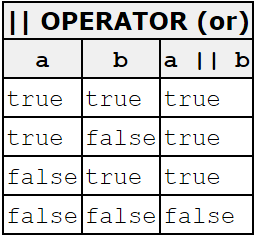 || OPERATOR (or)
a b a || b
true true true
true false true
false true true
false false false